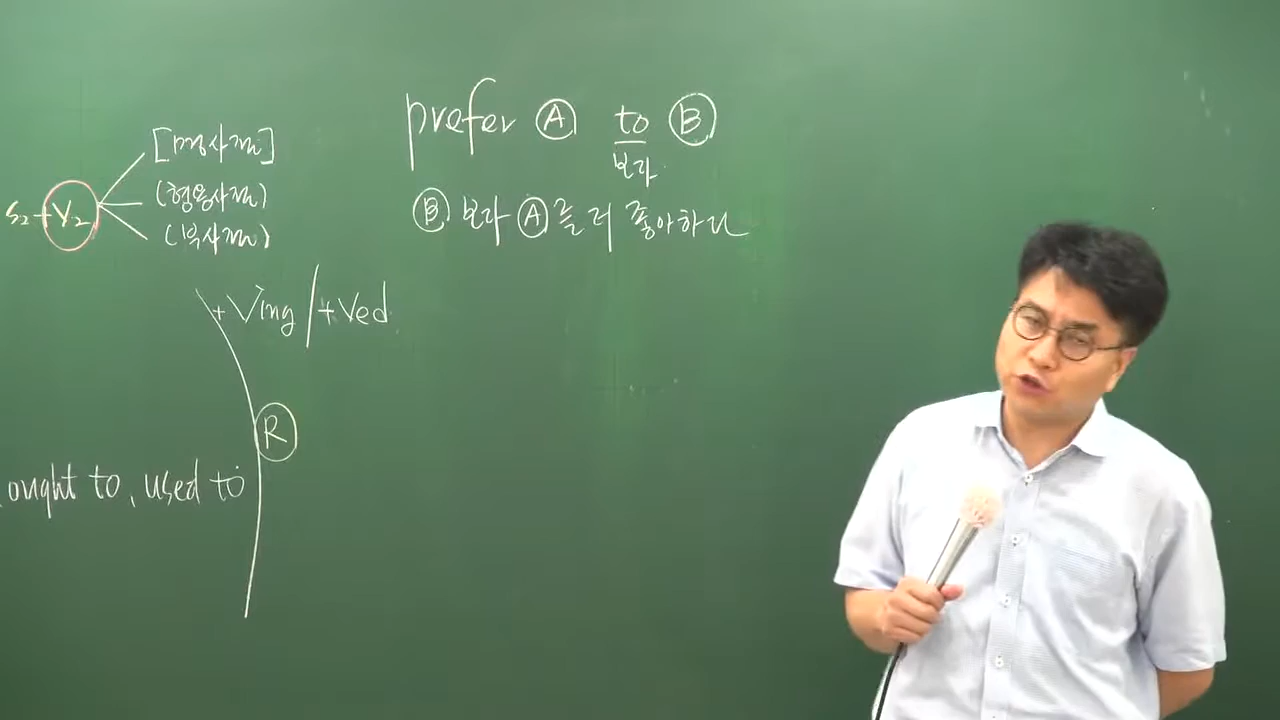 [명사절]
S₂+V₂ (형용사절)
(부사절)
+Ving/+Ved
R
ought to, used to
prefer Ⓐ to Ⓑ
보다
Ⓑ 보다 Ⓐ를 더 좋아하다